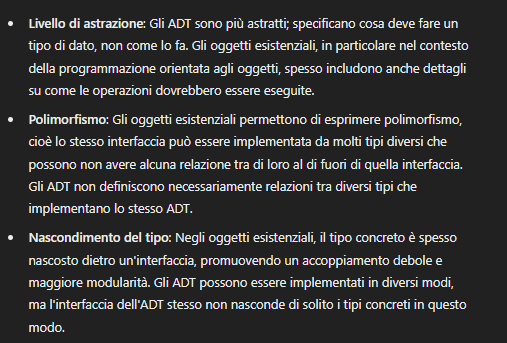 • Livello di astrazione: Gli ADT sono più astratti; specificano cosa deve fare un
tipo di dato, non come lo fa. Gli oggetti esistenziali, in particolare nel contesto
della programmazione orientata agli oggetti, spesso includono anche dettagli
su come le operazioni dovrebbero essere eseguite.
• Polimorfismo: Gli oggetti esistenziali permettono di esprimere polimorfismo,
cioè lo stesso interfaccia può essere implementata da molti tipi diversi che
possono non avere alcuna relazione tra di loro al di fuori di quella interfaccia.
Gli ADT non definiscono necessariamente relazioni tra diversi tipi che
implementano lo stesso ADT.
• Nascondimento del tipo: Negli oggetti esistenziali, il tipo concreto è spesso
nascosto dietro un'interfaccia, promuovendo un accoppiamento debole e
maggiore modularità. Gli ADT possono essere implementati in diversi modi,
ma l'interfaccia dell'ADT stesso non nasconde di solito i tipi concreti in questo
modo.